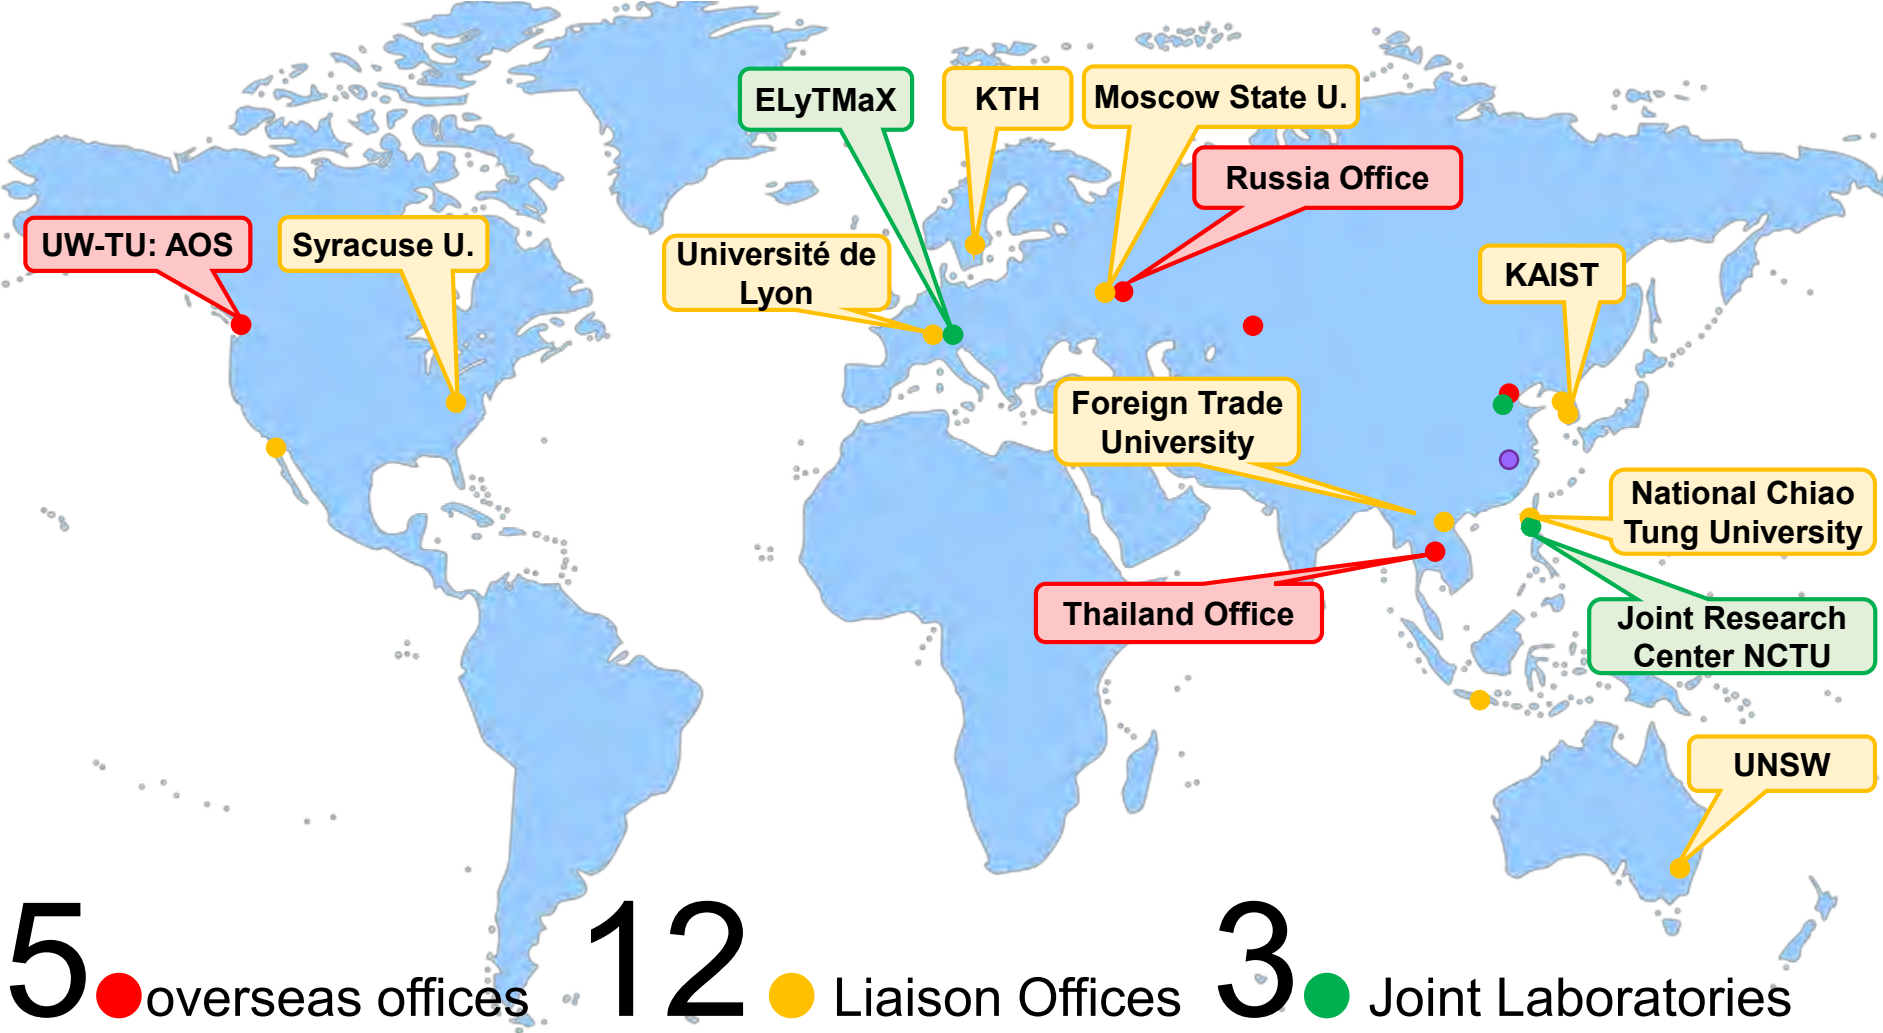 ELyTMaX
KTH
Moscow State U.
Russia Office
UW-TU: AOS
Syracuse U.
Université de
Lyon
KAIST
Foreign Trade
University
National Chiao
Tung University
Thailand Office
Joint Research
Center NCTU
UNSW
5 overseas offices
12 Liaison Offices
3 Joint Laboratories